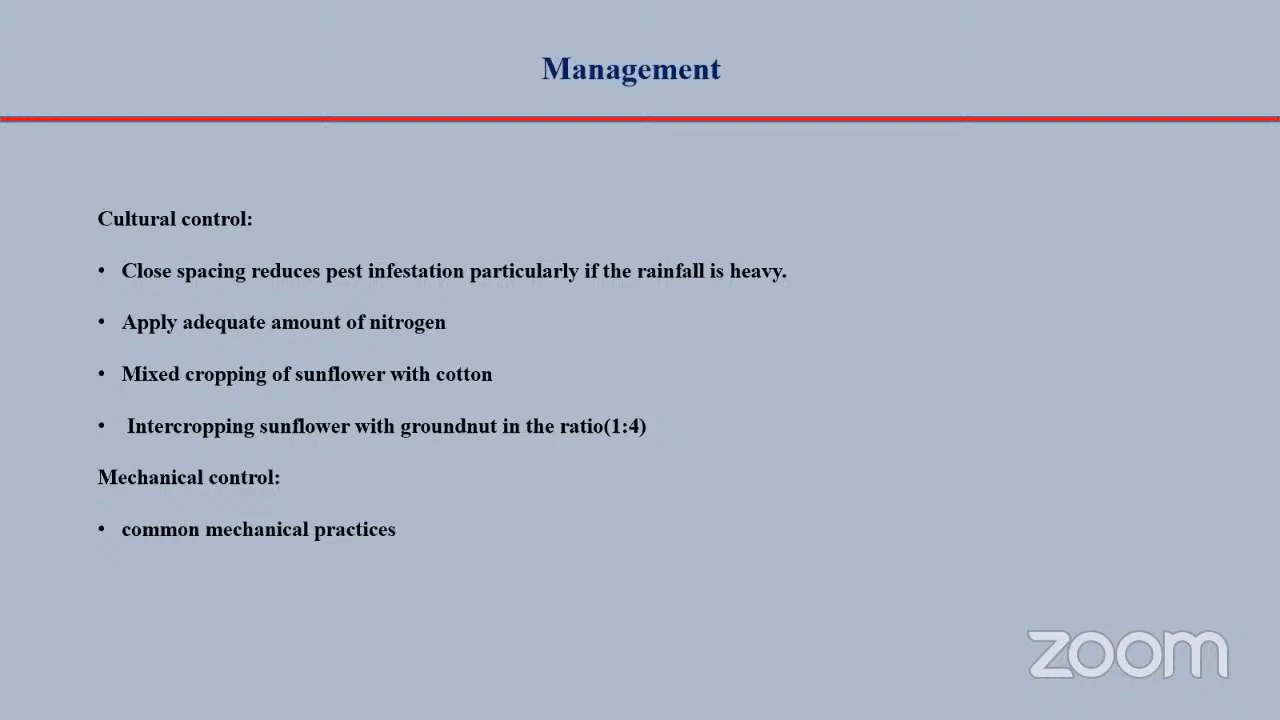 Management
Cultural control:
• Close spacing reduces pest infestation particularly if the rainfall is heavy.
• Apply adequate amount of nitrogen
• Mixed cropping of sunflower with cotton
• Intercropping sunflower with groundnut in the ratio(1:4)
Mechanical control:
• common mechanical practices
zoom